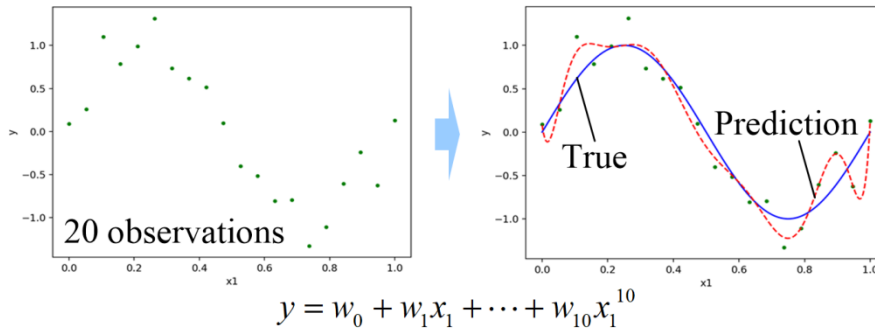 1.0
0.5
0.0
-0.5
-1.0
y
20 observations
0.0 0.2 0.4 0.6 0.8 1.0
x1
1.0
0.5
0.0
-0.5
-1.0
y
True
Prediction
0.0 0.2 0.4 0.6 0.8 1.0
x1
y = w₀ + w₁x₁ + ⋯ + w₁₀x₁¹⁰